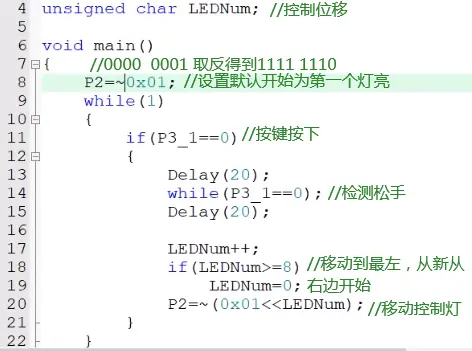 4 unsigned char LEDNum; //控制位移
5
6 void main()
7 { //0000 0001 取反得到1111 1110
8 P2=~0x01; //设置默认开始为第一个灯亮
9 while(1)
10 {
11 if(P3_1==0) //按键按下
12 {
13 Delay(20);
14 while(P3_1==0); //检测松手
15 Delay(20);
16
17 LEDNum++;
18 if(LEDNum>=8) //移动到最左，从新从
19 LEDNum=0; 右边开始
20 P2=~(0x01<<LEDNum); //移动控制灯
21 }
22 }